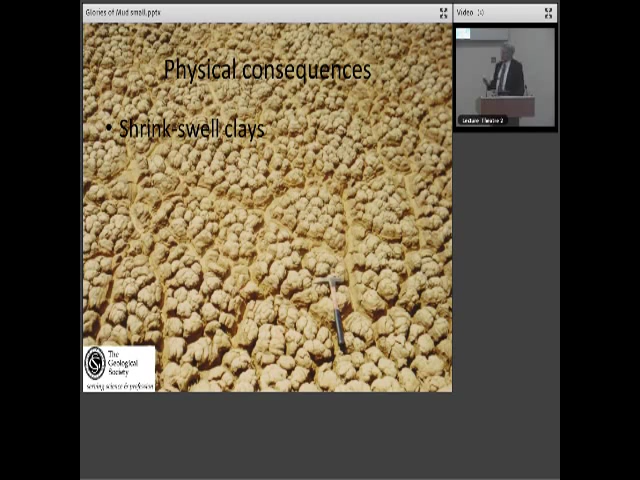 Glories of Mud small.pptx
Video (1)
Physical consequences
• Shrink-swell clays
Lecture Theatre 2
The
Geological
Society
serving science & profession